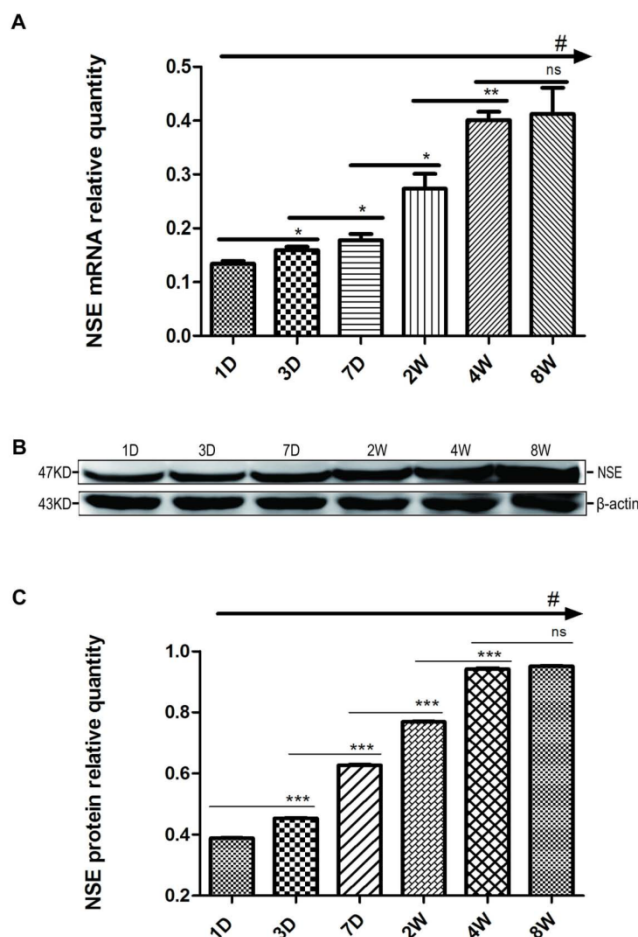 A
#
ns
**
*
*
*
NSE mRNA relative quantity
0.5
0.4
0.3
0.2
0.1
0.0
1D 3D 7D 2W 4W 8W
B
1D 3D 7D 2W 4W 8W
47KD NSE
43KD β-actin
C
#
ns
***
***
***
***
NSE protein relative quantity
1.0
0.8
0.6
0.4
0.2
1D 3D 7D 2W 4W 8W